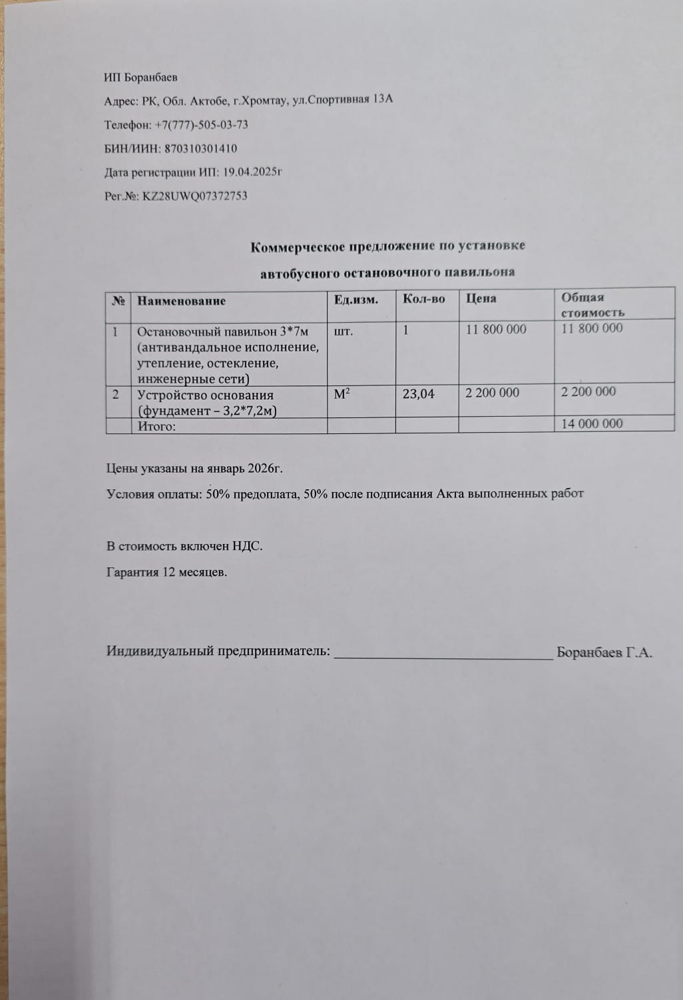 ИП Боранбаев
Адрес: РК, Обл. Актобе, г.Хромтау, ул.Спортивная 13А
Телефон: +7(777)-505-03-73
БИН/ИИН: 870310301410
Дата регистрации ИП: 19.04.2025г
Рег.№: KZ28UWQ07372753
Коммерческое предложение по установке
автобусного остановочного павильона
№ Наименование Ед.изм. Кол-во Цена Общая стоимость
1 Остановочный павильон 3*7м шт. 1 11 800 000 11 800 000
(антивандальное исполнение,
утепление, остекление,
инженерные сети)
2 Устройство основания М² 23,04 2 200 000 2 200 000
(фундамент – 3,2*7,2м)
Итого: 14 000 000
Цены указаны на январь 2026г.
Условия оплаты: 50% предоплата, 50% после подписания Акта выполненных работ
В стоимость включен НДС.
Гарантия 12 месяцев.
Индивидуальный предприниматель: Боранбаев Г.А.